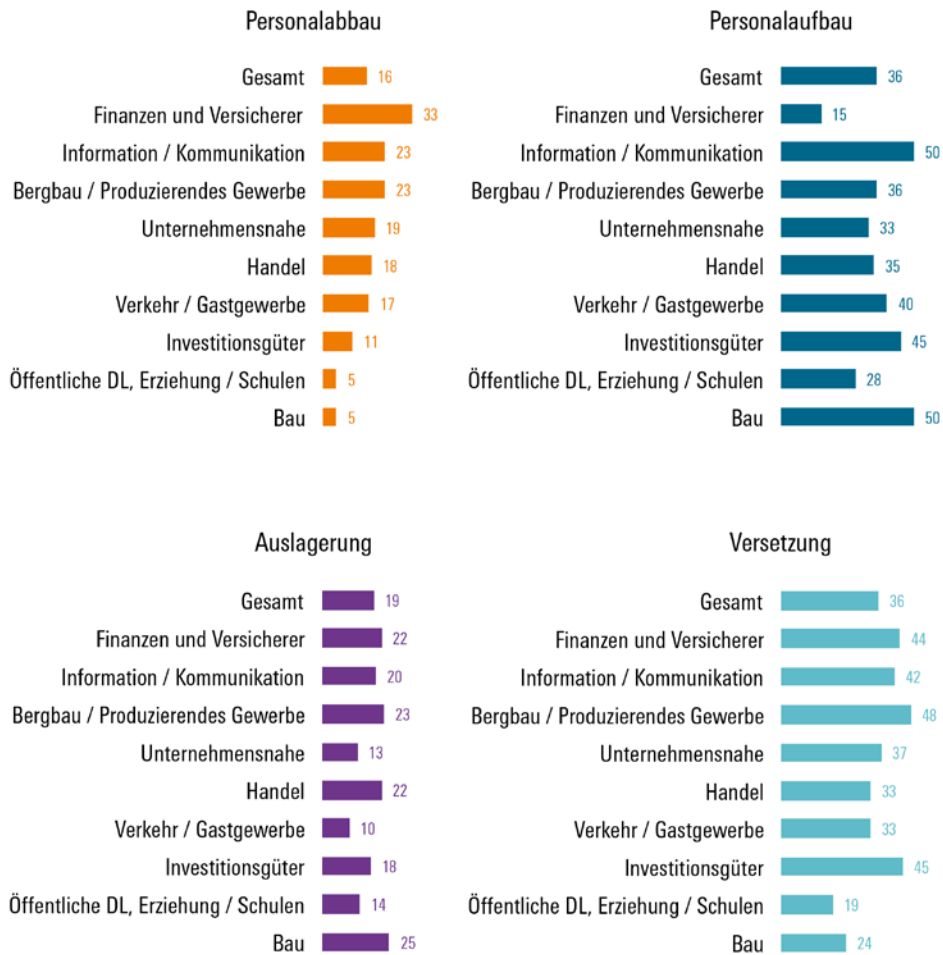 Personalabbau
Gesamt 16
Finanzen und Versicherer 33
Information / Kommunikation 23
Bergbau / Produzierendes Gewerbe 23
Unternehmensnahe 19
Handel 18
Verkehr / Gastgewerbe 17
Investitionsgüter 11
Öffentliche DL, Erziehung / Schulen 5
Bau 5
Personalaufbau
Gesamt 36
Finanzen und Versicherer 15
Information / Kommunikation 50
Bergbau / Produzierendes Gewerbe 36
Unternehmensnahe 33
Handel 35
Verkehr / Gastgewerbe 40
Investitionsgüter 45
Öffentliche DL, Erziehung / Schulen 28
Bau 50
Auslagerung
Gesamt 19
Finanzen und Versicherer 22
Information / Kommunikation 20
Bergbau / Produzierendes Gewerbe 23
Unternehmensnahe 13
Handel 22
Verkehr / Gastgewerbe 10
Investitionsgüter 18
Öffentliche DL, Erziehung / Schulen 14
Bau 25
Versetzung
Gesamt 36
Finanzen und Versicherer 44
Information / Kommunikation 42
Bergbau / Produzierendes Gewerbe 48
Unternehmensnahe 37
Handel 33
Verkehr / Gastgewerbe 33
Investitionsgüter 45
Öffentliche DL, Erziehung / Schulen 19
Bau 24